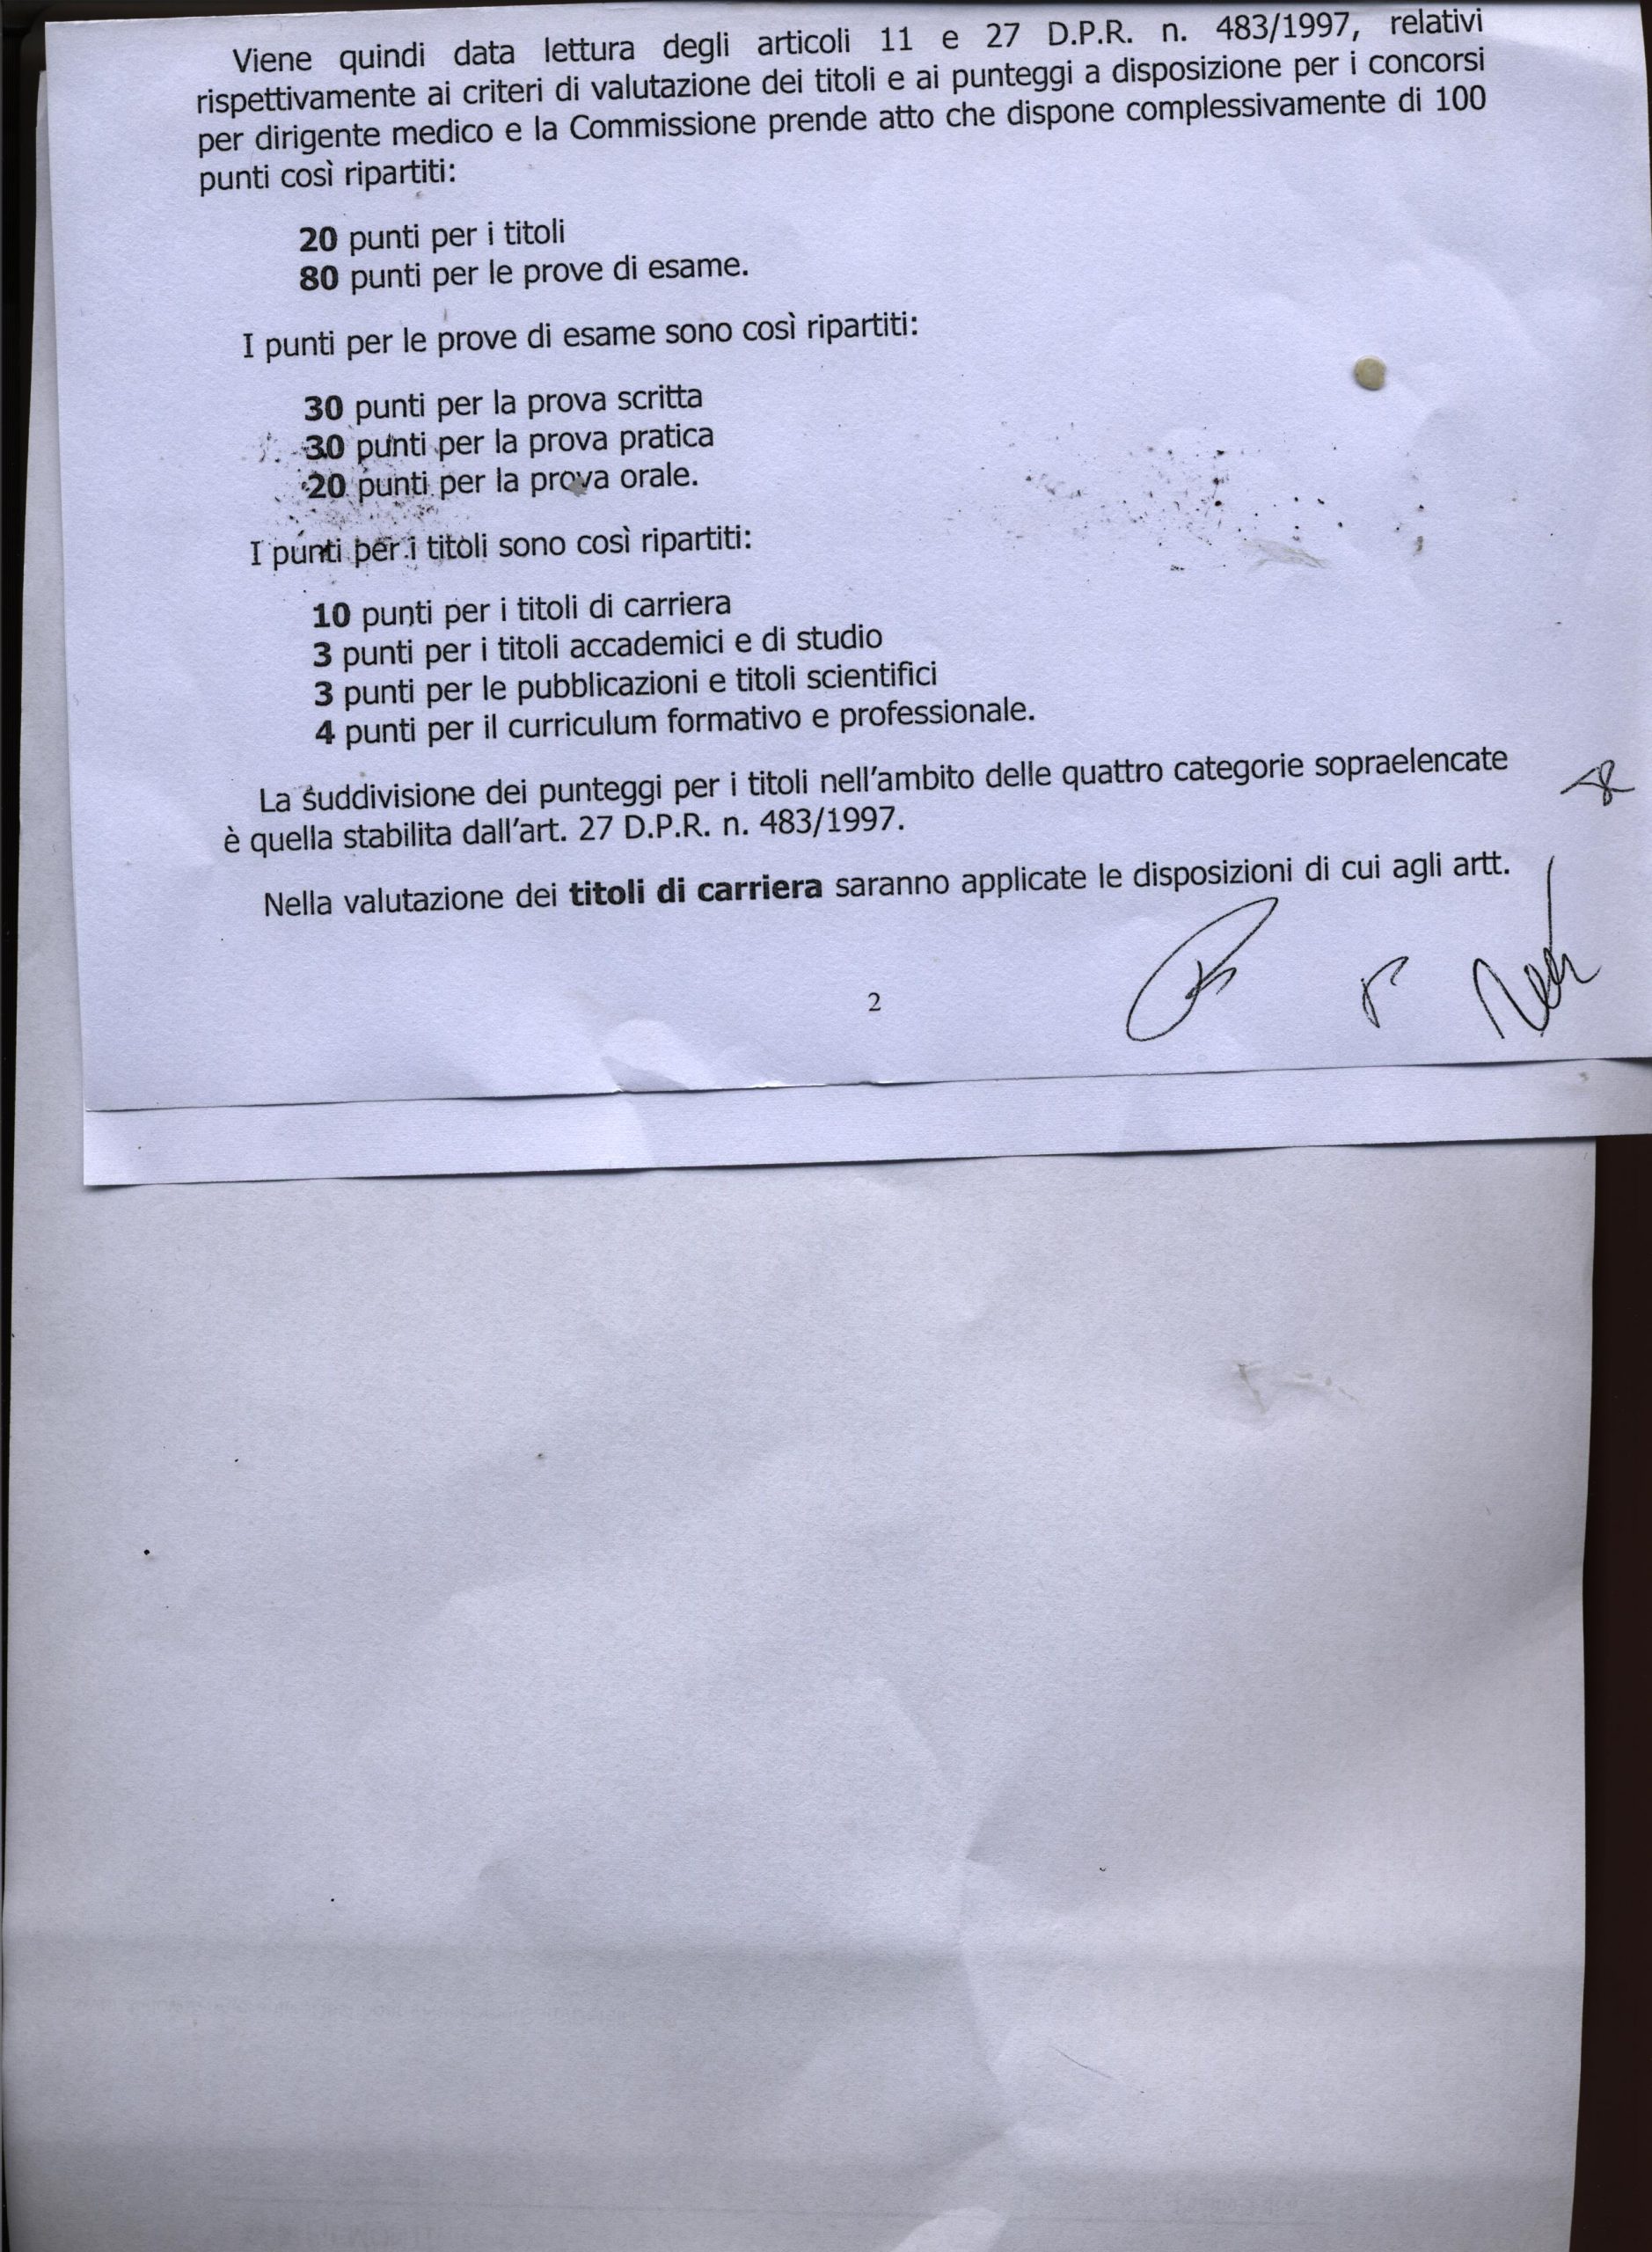 Viene quindi data lettura degli articoli 11 e 27 D.P.R. n. 483/1997, relativi
rispettivamente ai criteri di valutazione dei titoli e ai punteggi a disposizione per i concorsi
per dirigente medico e la Commissione prende atto che dispone complessivamente di 100
punti così ripartiti:
20 punti per i titoli
80 punti per le prove di esame.
I punti per le prove di esame sono così ripartiti:
30 punti per la prova scritta
30 punti per la prova pratica
20 punti per la prova orale.
I punti per i titoli sono così ripartiti:
10 punti per i titoli di carriera
3 punti per i titoli accademici e di studio
3 punti per le pubblicazioni e titoli scientifici
4 punti per il curriculum formativo e professionale.
La suddivisione dei punteggi per i titoli nell'ambito delle quattro categorie sopraelencate
è quella stabilita dall'art. 27 D.P.R. n. 483/1997.
Nella valutazione dei titoli di carriera saranno applicate le disposizioni di cui agli artt.
2